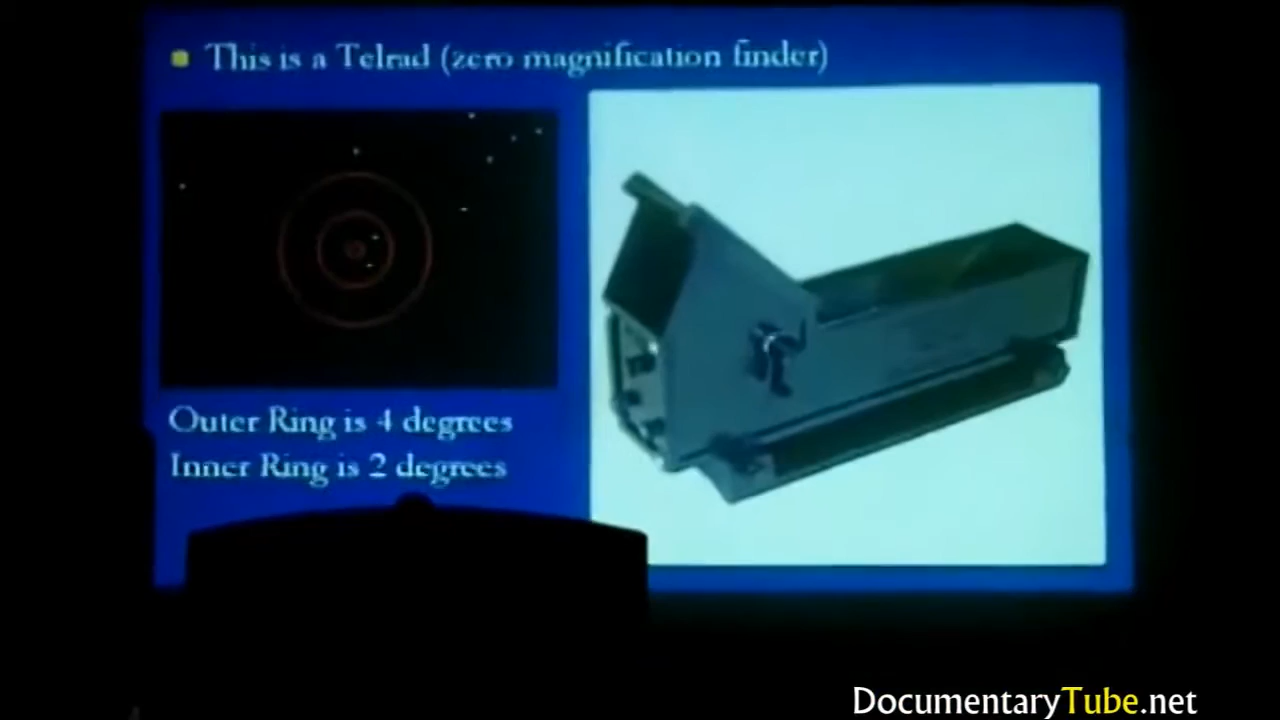 This is a Telrad (zero magnification finder)
Outer Ring is 4 degrees
Inner Ring is 2 degrees
DocumentaryTube.net